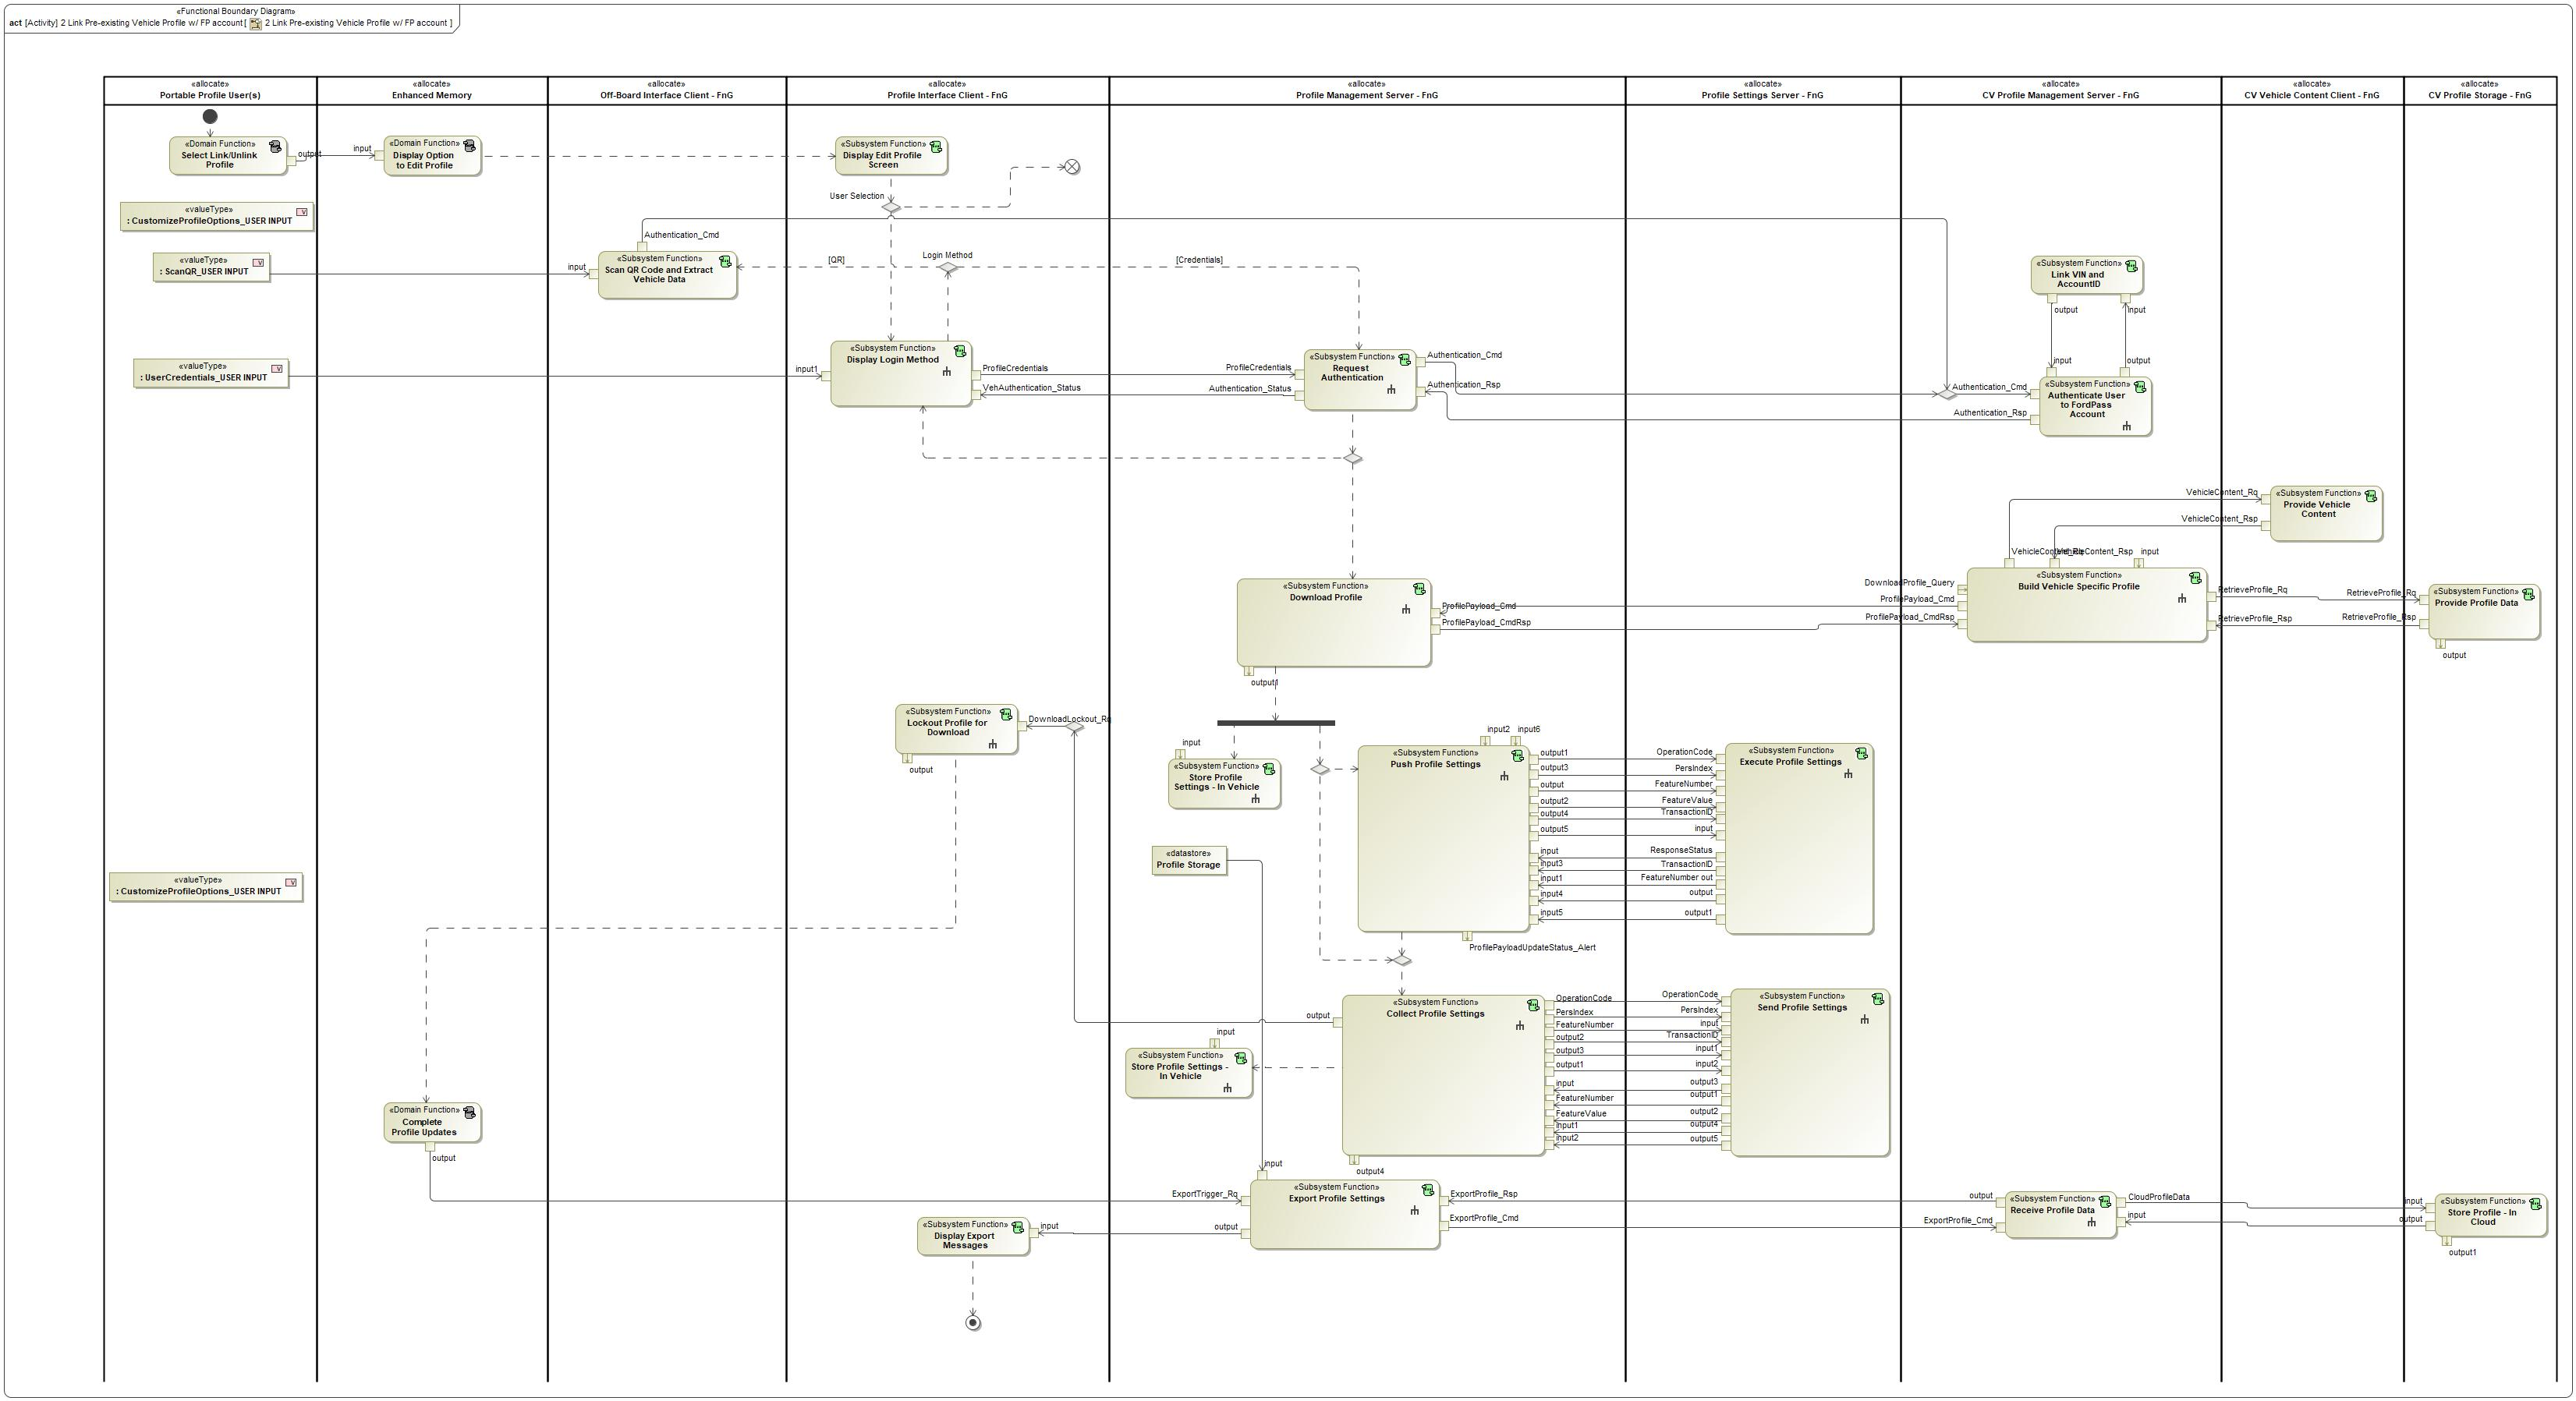 «Functional Boundary Diagram»
act [Activity] 2 Link Pre-existing Vehicle Profile w/ FP account [ 2 Link Pre-existing Vehicle Profile w/ FP account ]
«allocate»
Portable Profile User(s)
«allocate»
Enhanced Memory
«allocate»
Off-Board Interface Client - FnG
«allocate»
Profile Interface Client - FnG
«allocate»
Profile Management Server - FnG
«allocate»
Profile Settings Server - FnG
«allocate»
CV Profile Management Server - FnG
«allocate»
CV Vehicle Content Client - FnG
«allocate»
CV Profile Storage - FnG
«Domain Function»
Select Link/Unlink
Profile
output
input
«Domain Function»
Display Option
to Edit Profile
«Subsystem Function»
Display Edit Profile
Screen
User Selection
«valueType»
: CustomizeProfileOptions_USER INPUT
Authentication_Cmd
«valueType»
: ScanQR_USER INPUT
input
«Subsystem Function»
Scan QR Code and Extract
Vehicle Data
[QR]
Login Method
[Credentials]
«Subsystem Function»
Link VIN and
AccountID
output
input
input
output
«valueType»
: UserCredentials_USER INPUT
input1
«Subsystem Function»
Display Login Method
ProfileCredentials
VehAuthentication_Status
ProfileCredentials
Authentication_Status
«Subsystem Function»
Request
Authentication
Authentication_Cmd
Authentication_Rsp
Authentication_Cmd
Authentication_Rsp
«Subsystem Function»
Authenticate User
to FordPass
Account
VehicleContent_Rq
VehicleContent_Rsp
«Subsystem Function»
Provide Vehicle
Content
VehicleContent_Rq
VehicleContent_Rsp
input
«Subsystem Function»
Download Profile
ProfilePayload_Cmd
ProfilePayload_CmdRsp
output1
DownloadProfile_Query
ProfilePayload_Cmd
ProfilePayload_CmdRsp
«Subsystem Function»
Build Vehicle Specific Profile
RetrieveProfile_Rq
RetrieveProfile_Rsp
RetrieveProfile_Rq
RetrieveProfile_Rsp
«Subsystem Function»
Provide Profile Data
output
«Subsystem Function»
Lockout Profile for
Download
DownloadLockout_Rq
output
input
«Subsystem Function»
Store Profile
Settings - In Vehicle
input2
input6
«Subsystem Function»
Push Profile Settings
output1
output3
output
output2
output4
output5
input
input3
input1
input4
input5
OperationCode
PersIndex
FeatureNumber
FeatureValue
TransactionID
input
ResponseStatus
TransactionID
FeatureNumber out
output
output1
«Subsystem Function»
Execute Profile Settings
«datastore»
Profile Storage
«valueType»
: CustomizeProfileOptions_USER INPUT
ProfilePayloadUpdateStatus_Alert
output
«Subsystem Function»
Collect Profile Settings
OperationCode
PersIndex
FeatureNumber
output2
output3
output1
input
FeatureNumber
FeatureValue
input1
input2
OperationCode
PersIndex
input
TransactionID
input1
input2
output3
output1
output2
output4
output5
«Subsystem Function»
Send Profile Settings
input
«Subsystem Function»
Store Profile Settings -
In Vehicle
output4
«Domain Function»
Complete
Profile Updates
output
input
ExportTrigger_Rq
output
«Subsystem Function»
Export Profile Settings
ExportProfile_Rsp
ExportProfile_Cmd
output
ExportProfile_Cmd
«Subsystem Function»
Receive Profile Data
CloudProfileData
input
input
output
«Subsystem Function»
Store Profile - In
Cloud
output1
«Subsystem Function»
Display Export
Messages
input